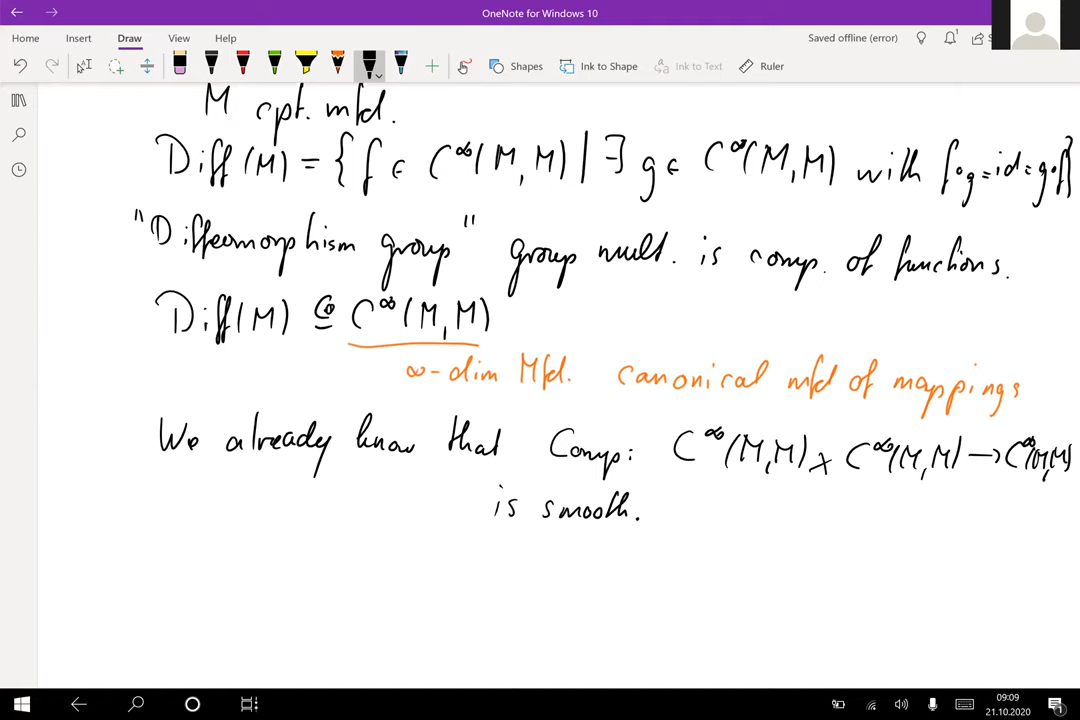 OneNote for Windows 10
Home Insert Draw View Help Saved offline (error)
Shapes Ink to Shape Ink to Text Ruler
M cpt. mfd.
Diff(M) = { f ∈ C^∞(M,M) | ∃ g ∈ C^∞(M,M) with f∘g = id = g∘f}
"Diffeomorphism group" group mult. is comp. of functions.
Diff(M) ⊆ C^∞(M,M)
∞-dim Mfd. canonical mfd of mappings
We already know that Comp: C^∞(M,M) × C^∞(M,M) → C^∞(M,M)
is smooth.
09:09
21.10.2020